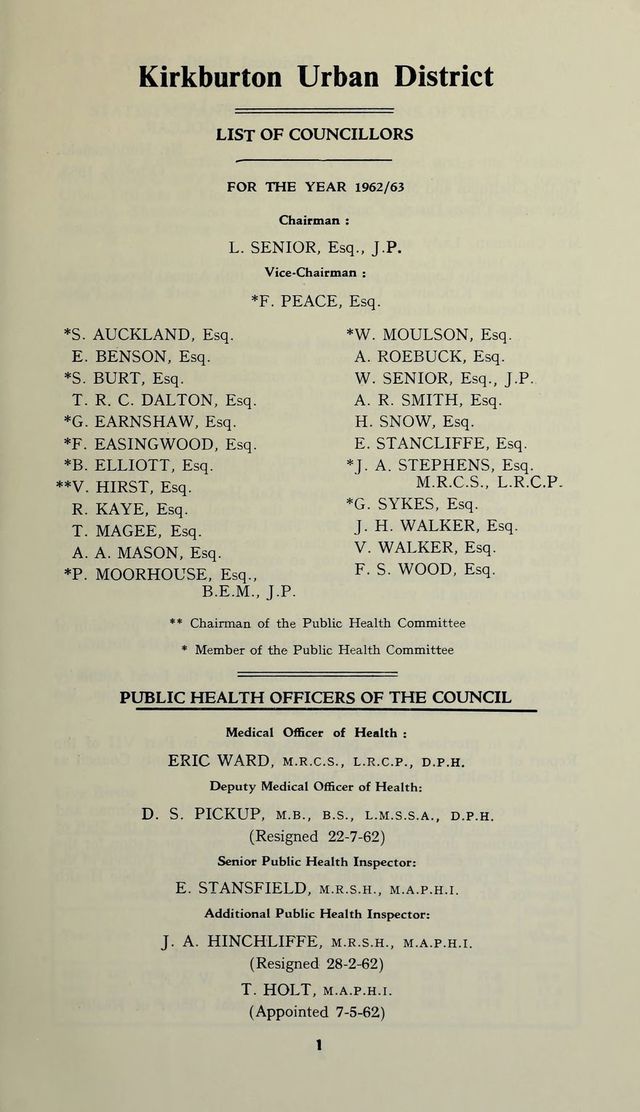 Kirkburton Urban District
LIST OF COUNCILLORS
FOR THE YEAR 1962/63
Chairman :
L. SENIOR, Esq., J.P.
Vice-Chairman :
*F. PEACE, Esq.
*S. AUCKLAND, Esq.
E. BENSON, Esq.
*S. BURT, Esq.
T. R. C. DALTON, Esq.
*G. EARNSHAW, Esq.
*F. EASINGWOOD, Esq.
*B. ELLIOTT, Esq.
**V. HIRST, Esq.
R. KAYE, Esq.
T. MAGEE, Esq.
A. A. MASON, Esq.
*P. MOORHOUSE, Esq.,
B.E.M., J.P.
*W. MOULSON, Esq.
A. ROEBUCK, Esq.
W. SENIOR, Esq., J.P.
A. R. SMITH, Esq.
H. SNOW, Esq.
E. STANCLIFFE, Esq.
*J. A. STEPHENS, Esq.
M.R.C.S., L.R.C.P.
*G. SYKES, Esq.
J. H. WALKER, Esq.
V. WALKER, Esq.
F. S. WOOD, Esq.
** Chairman of the Public Health Committee
* Member of the Public Health Committee
PUBLIC HEALTH OFFICERS OF THE COUNCIL
Medical Officer of Health :
ERIC WARD, M.R.C.S., L.R.C.P., D.P.H.
Deputy Medical Officer of Health:
D. S. PICKUP, M.B., B.S., L.M.S.S.A., D.P.H.
(Resigned 22-7-62)
Senior Public Health Inspector:
E. STANSFIELD, M.R.S.H., M.A.P.H.I.
Additional Public Health Inspector:
J. A. HINCHLIFFE, M.R.S.H., M.A.P.H.I.
(Resigned 28-2-62)
T. HOLT, M.A.P.H.I.
(Appointed 7-5-62)
1